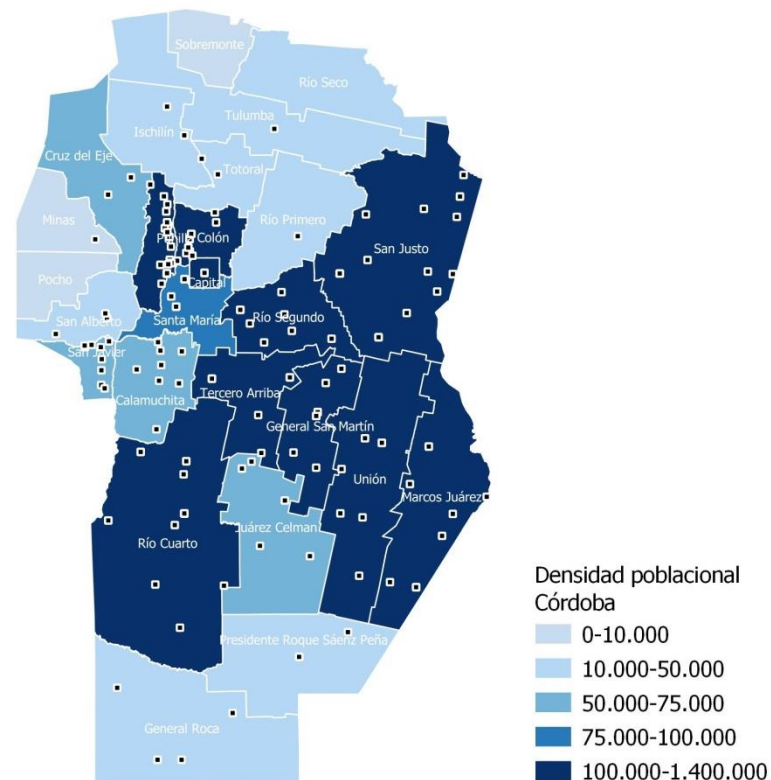 Sobremonte
Río Seco
Tulumba
Ischilín
Cruz del Eje
Totoral
Minas
Río Primero
Punilla
Colón
San Justo
Pocho
Capital
San Alberto
Santa María
Río Segundo
San Javier
Calamuchita
Tercero Arriba
General San Martín
Unión
Marcos Juárez
Juárez Celman
Río Cuarto
Presidente Roque Sáenz Peña
General Roca
Densidad poblacional
Córdoba
0-10.000
10.000-50.000
50.000-75.000
75.000-100.000
100.000-1.400.000